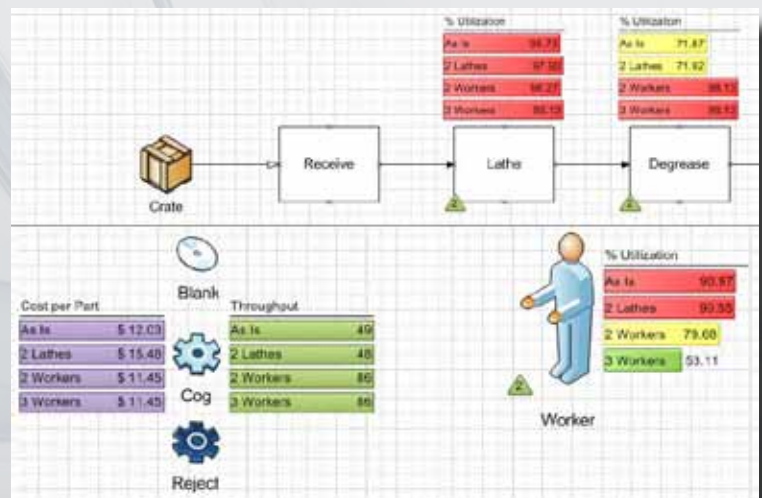 % Utilization
As Is
2 Lathes
2 Workers
3 Workers
% Utilization
As Is 71.87
2 Lathes 71.92
2 Workers
3 Workers
Crate
Receive
Lathe
2
Degrease
2
Blank
Cost per Part
As Is $ 12.03
2 Lathes $ 15.48
2 Workers $ 11.45
3 Workers $ 11.45
Cog
Reject
Throughput
As Is 49
2 Lathes 48
2 Workers 86
3 Workers 86
2
Worker
% Utilization
As Is
2 Lathes
2 Workers 79.68
3 Workers 53.11